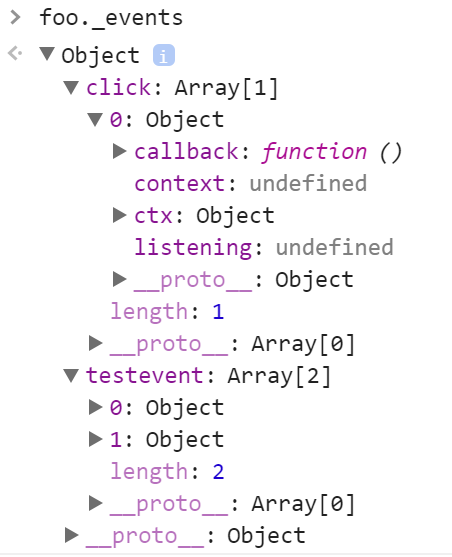 foo._events
Object i
click: Array[1]
0: Object
callback: function ()
context: undefined
ctx: Object
listening: undefined
__proto__: Object
length: 1
__proto__: Array[0]
testevent: Array[2]
0: Object
1: Object
length: 2
__proto__: Array[0]
__proto__: Object